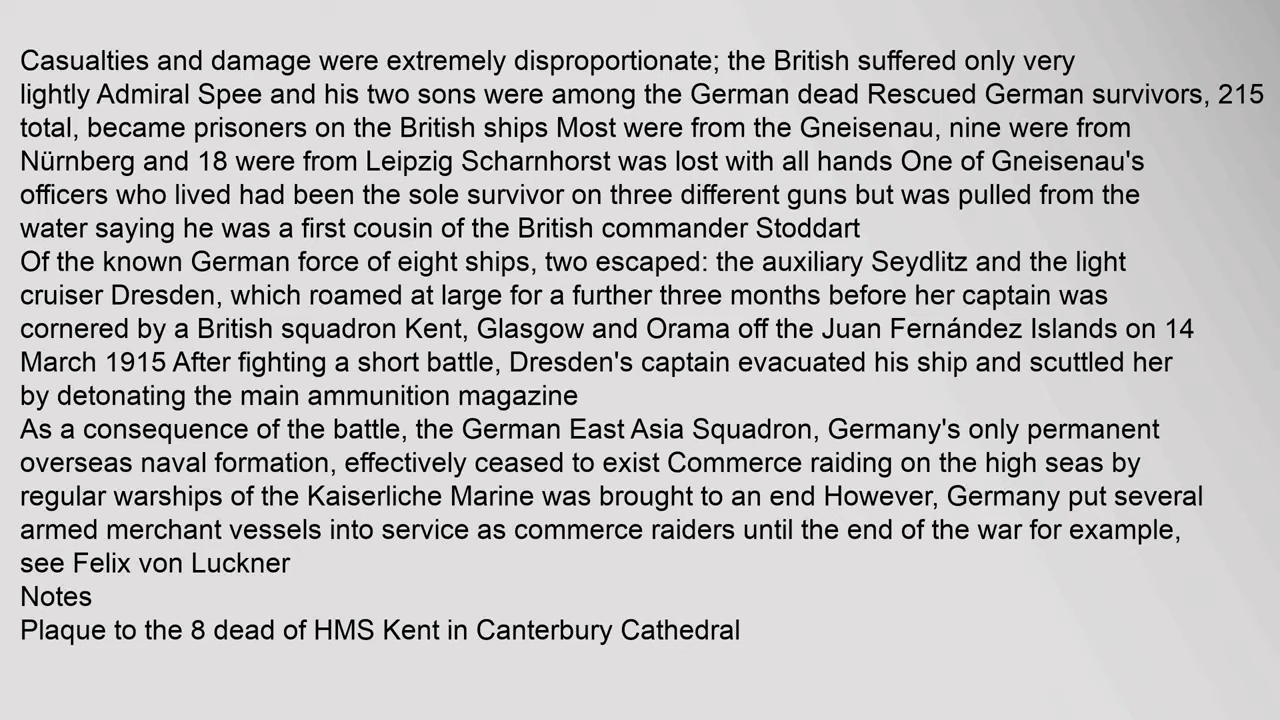 Casualties and damage were extremely disproportionate; the British suffered only very
lightly Admiral Spee and his two sons were among the German dead Rescued German survivors, 215
total, became prisoners on the British ships Most were from the Gneisenau, nine were from
Nürnberg and 18 were from Leipzig Scharnhorst was lost with all hands One of Gneisenau's
officers who lived had been the sole survivor on three different guns but was pulled from the
water saying he was a first cousin of the British commander Stoddart
Of the known German force of eight ships, two escaped: the auxiliary Seydlitz and the light
cruiser Dresden, which roamed at large for a further three months before her captain was
cornered by a British squadron Kent, Glasgow and Orama off the Juan Fernández Islands on 14
March 1915 After fighting a short battle, Dresden's captain evacuated his ship and scuttled her
by detonating the main ammunition magazine
As a consequence of the battle, the German East Asia Squadron, Germany's only permanent
overseas naval formation, effectively ceased to exist Commerce raiding on the high seas by
regular warships of the Kaiserliche Marine was brought to an end However, Germany put several
armed merchant vessels into service as commerce raiders until the end of the war for example,
see Felix von Luckner
Notes
Plaque to the 8 dead of HMS Kent in Canterbury Cathedral